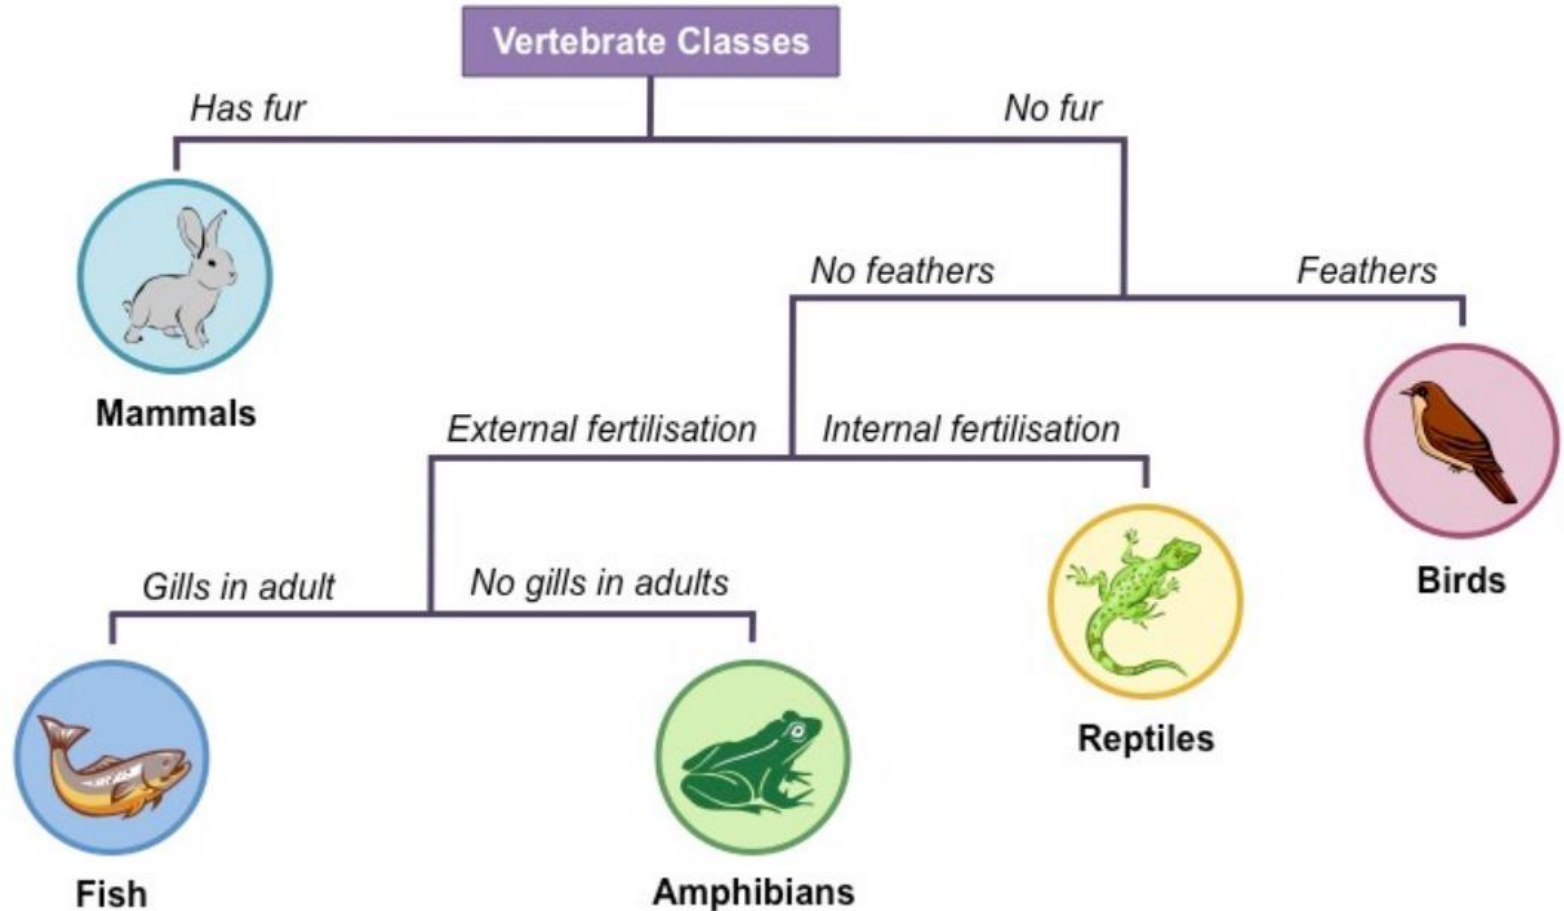 Vertebrate Classes
Has fur
No fur
No feathers
Feathers
Mammals
External fertilisation
Internal fertilisation
Birds
Gills in adult
No gills in adults
Reptiles
Fish
Amphibians